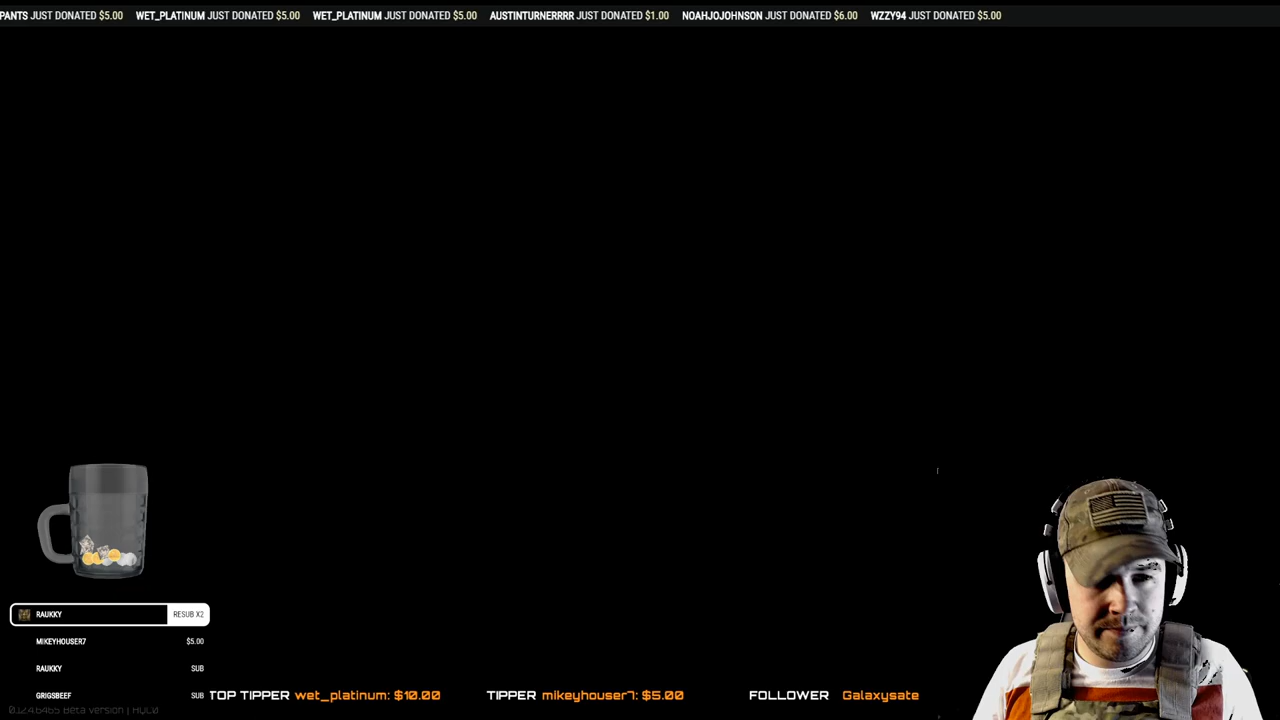 PANTS JUST DONATED $5.00 WET_PLATINUM JUST DONATED $5.00 WET_PLATINUM JUST DONATED $5.00 AUSTINTURNERRRR JUST DONATED $1.00 NOAHJOJOHNSON JUST DONATED $6.00 WZZY94 JUST DONATED $5.00
RAUKKY RESUB X2
MIKEYHOUSER7 $5.00
RAUKKY SUB
GRIGSBEEF SUB
TOP TIPPER wet_platinum: $10.00 TIPPER mikeyhouser7: $5.00 FOLLOWER Galaxysate
Beta version |